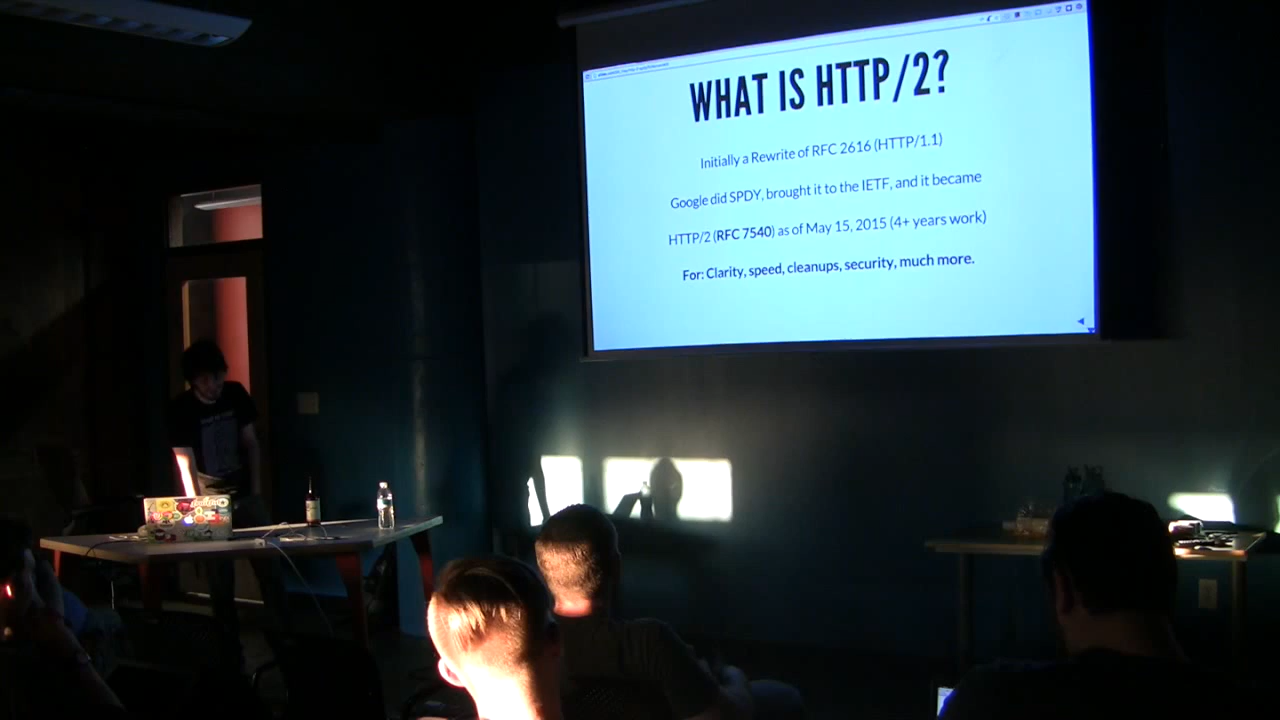 WHAT IS HTTP/2?
Initially a Rewrite of RFC 2616 (HTTP/1.1)
Google did SPDY, brought it to the IETF, and it became
HTTP/2 (RFC 7540) as of May 15, 2015 (4+ years work)
For: Clarity, speed, cleanups, security, much more.